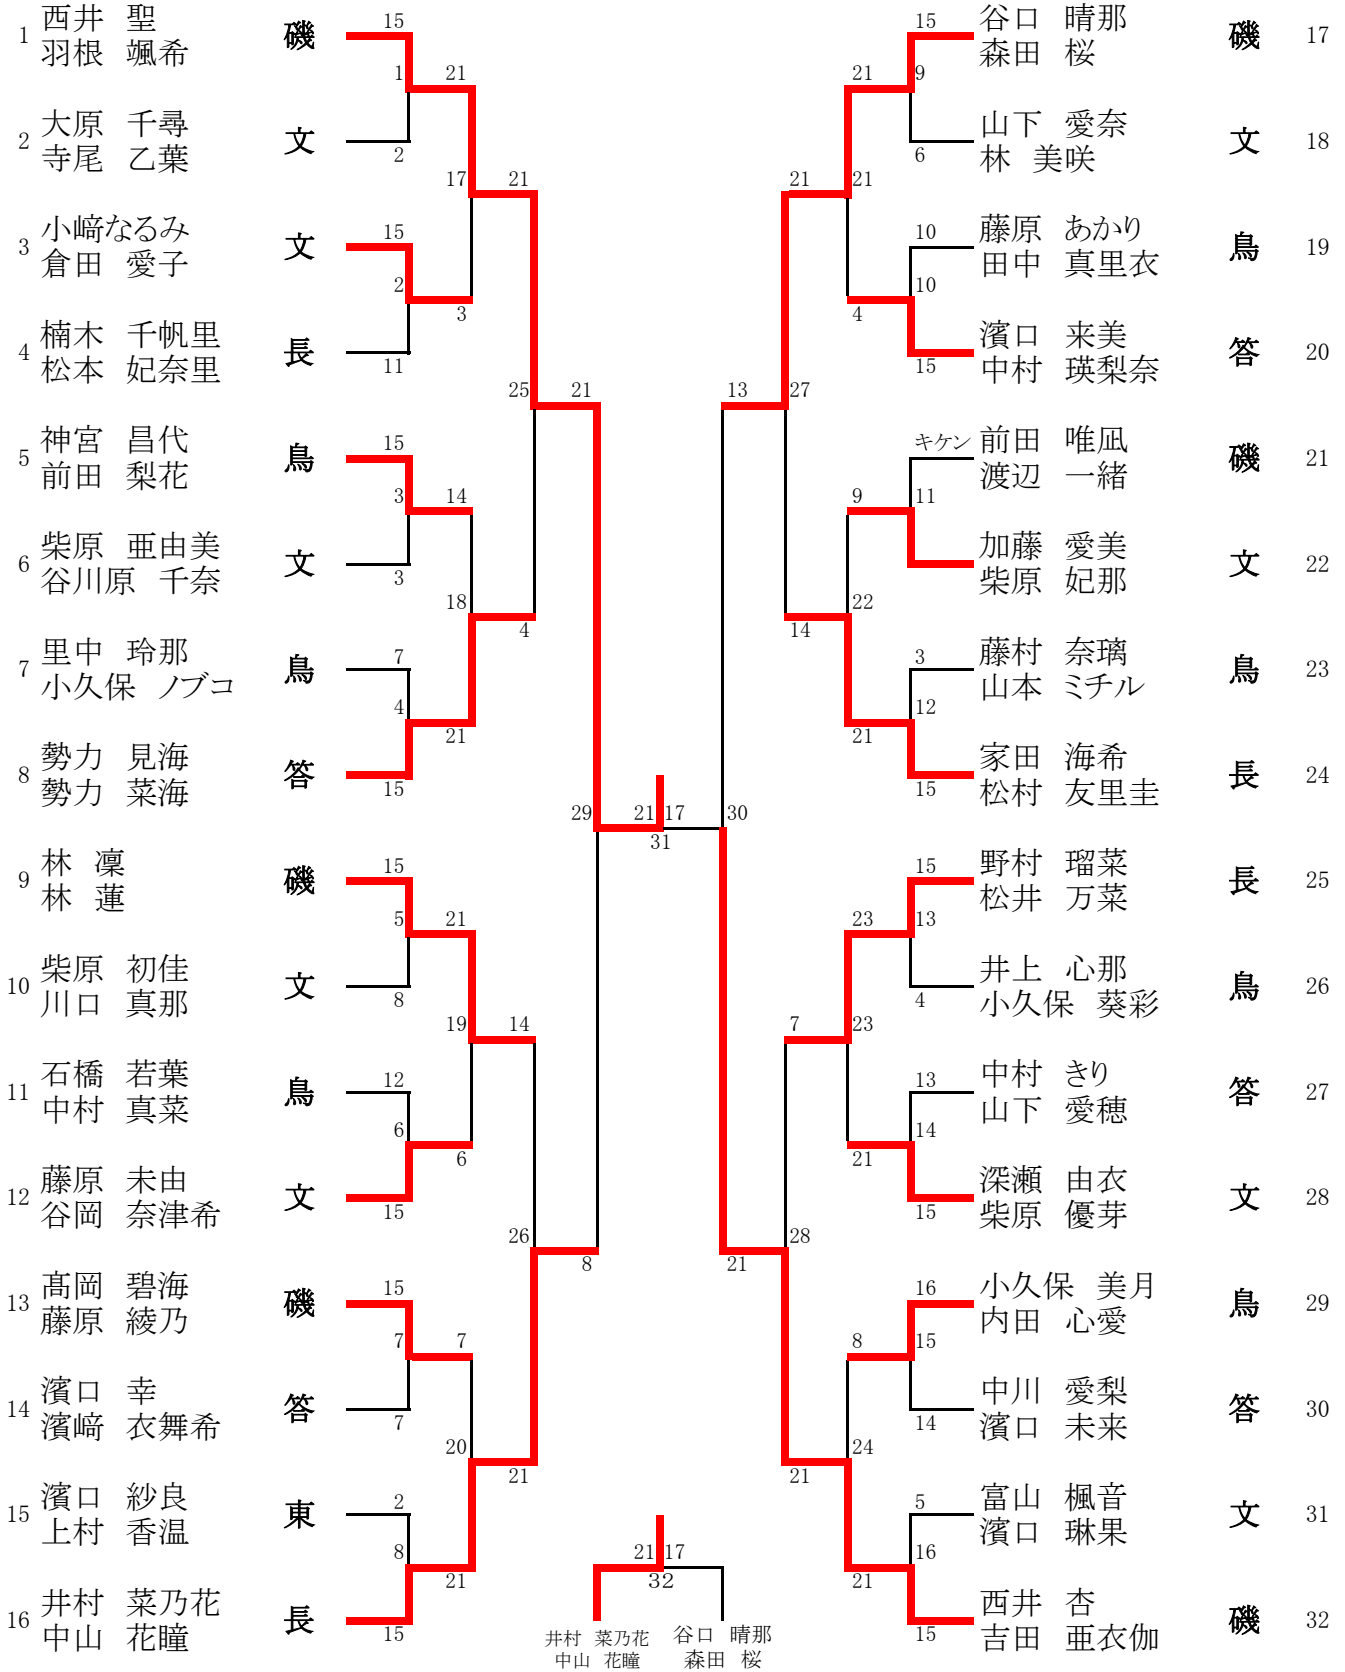 1 西井 聖 磯 15
羽根 颯希
1 21
2 大原 千尋 文 2
寺尾 乙葉
17 21
3 小﨑なるみ 文 15
倉田 愛子
2 3
4 楠木 千帆里 長 11
松本 妃奈里
25 21
5 神宮 昌代 鳥 15
前田 梨花
3 14
6 柴原 亜由美 文 3
谷川原 千奈
18 4
7 里中 玲那 鳥 7
小久保 ノブコ
4 21
8 勢力 見海 答 15
勢力 菜海
29 21 17 30
31
9 林 凜 磯 15
林 蓮
5 21
10 柴原 初佳 文 8
川口 真那
19 14
11 石橋 若葉 鳥 12
中村 真菜
6 6
12 藤原 未由 文 15
谷岡 奈津希
26 8
13 髙岡 碧海 磯 15
藤原 綾乃
7 7
14 濱口 幸 答 7
濱﨑 衣舞希
20 21
15 濱口 紗良 東 2
上村 香温
8 21
16 井村 菜乃花 長 15
中山 花瞳
15 谷口 晴那 磯 17
森田 桜
21 9
6 山下 愛奈 文 18
林 美咲
21 21
10 藤原 あかり 鳥 19
田中 真里衣
4 10
15 濱口 来美 答 20
中村 瑛梨奈
13 27
キケン 前田 唯凪 磯 21
渡辺 一緒
9 11
加藤 愛美 文 22
柴原 妃那
14 22
3 藤村 奈璃 鳥 23
山本 ミチル
21 12
15 家田 海希 長 24
松村 友里圭
15 野村 瑠菜 長 25
松井 万菜
23 13
4 井上 心那 鳥 26
小久保 葵彩
7 23
13 中村 きり 答 27
山下 愛穂
21 14
15 深瀬 由衣 文 28
柴原 優芽
21 28
16 小久保 美月 鳥 29
内田 心愛
8 15
14 中川 愛梨 答 30
濱口 未来
21 24
5 富山 楓音 文 31
濱口 琳果
21 16
15 西井 杏 磯 32
吉田 亜衣伽
21 17
32
井村 菜乃花 谷口 晴那
中山 花瞳 森田 桜